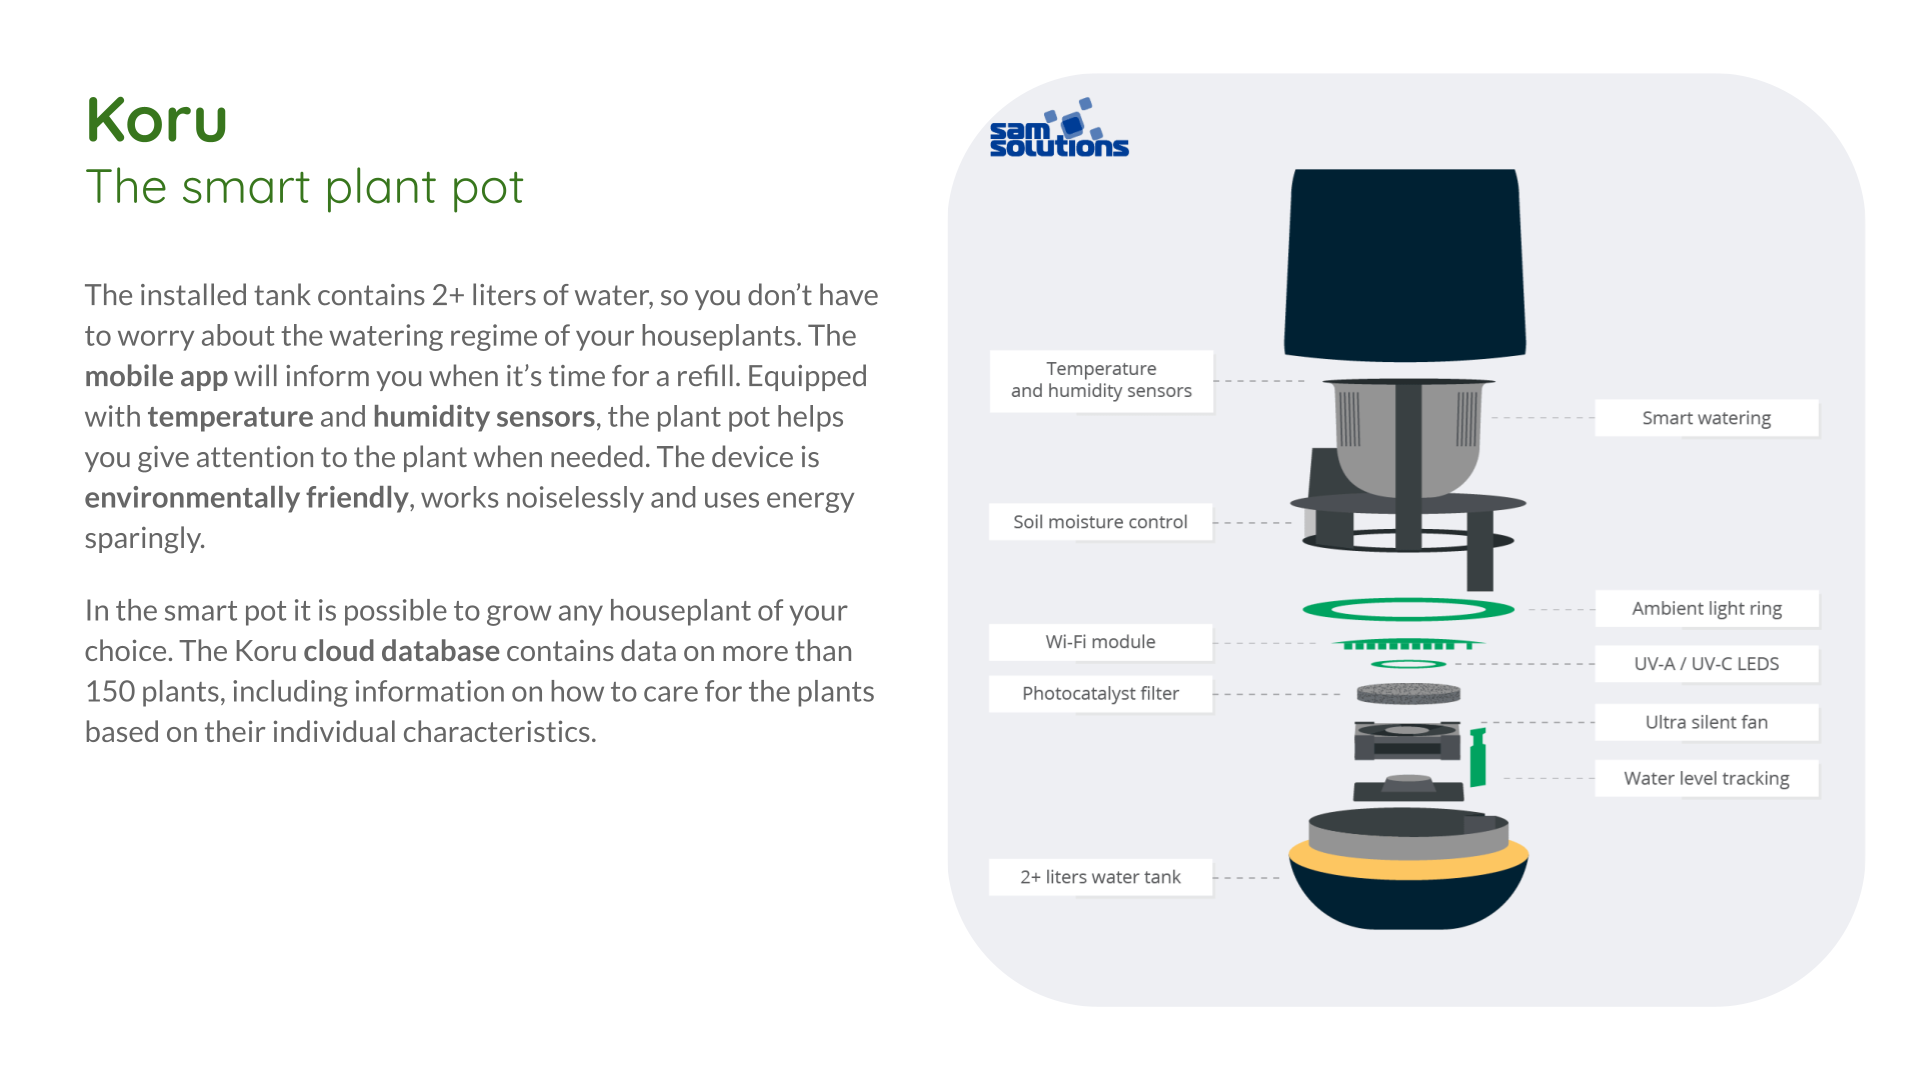 Koru
The smart plant pot
The installed tank contains 2+ liters of water, so you don’t have
to worry about the watering regime of your houseplants. The
mobile app will inform you when it’s time for a refill. Equipped
with temperature and humidity sensors, the plant pot helps
you give attention to the plant when needed. The device is
environmentally friendly, works noiselessly and uses energy
sparingly.
In the smart pot it is possible to grow any houseplant of your
choice. The Koru cloud database contains data on more than
150 plants, including information on how to care for the plants
based on their individual characteristics.
sam
solutions
Temperature
and humidity sensors
Smart watering
Soil moisture control
Ambient light ring
Wi-Fi module
UV-A / UV-C LEDS
Photocatalyst filter
Ultra silent fan
Water level tracking
2+ liters water tank